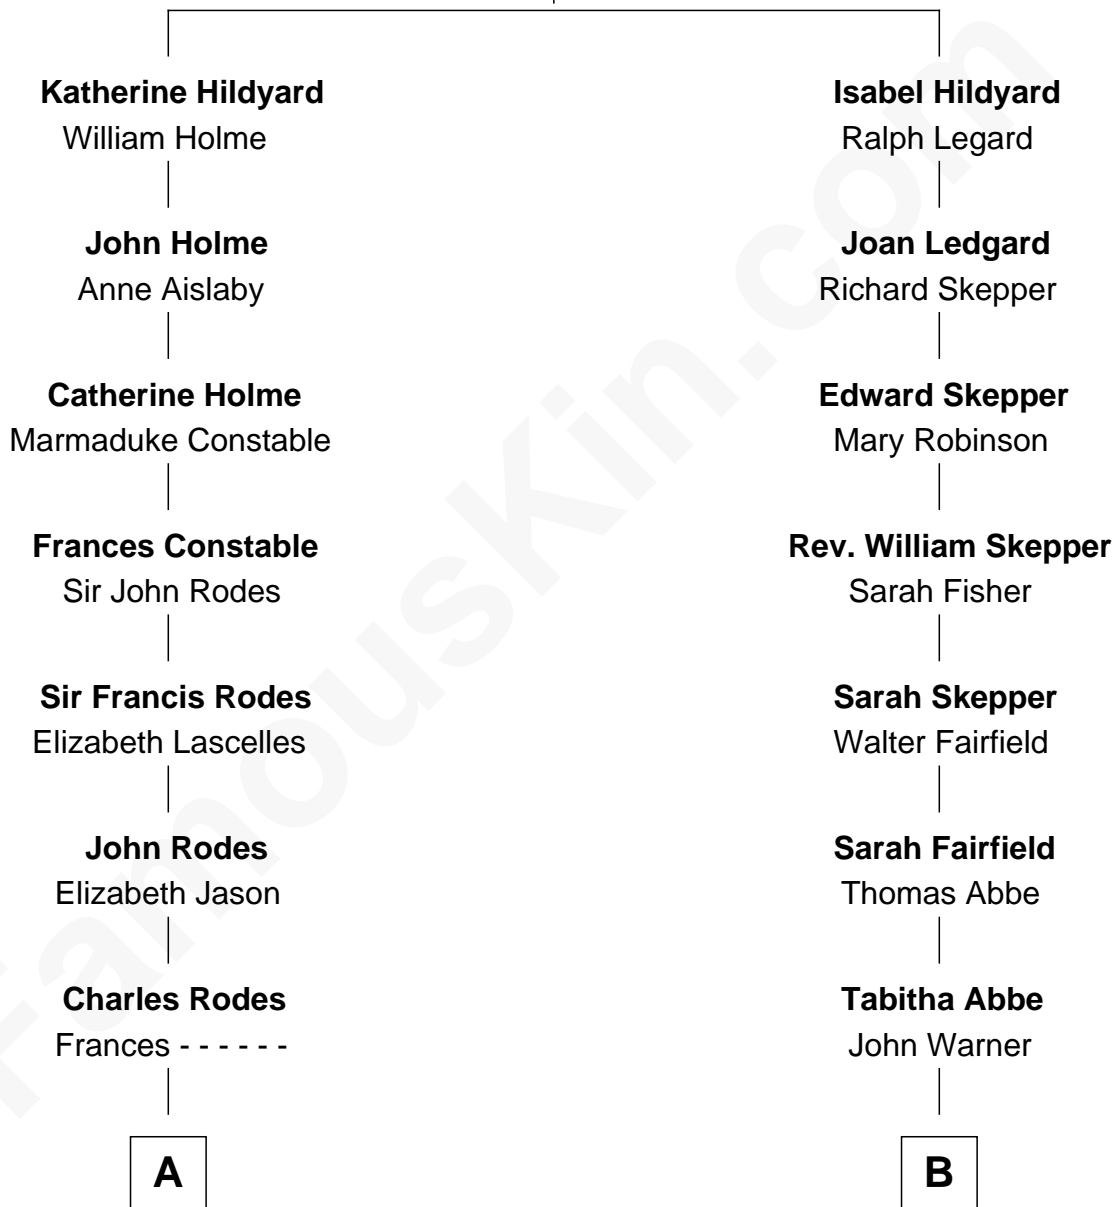 Katherine Hildyard
William Holme
John Holme
Anne Aislaby
Catherine Holme
Marmaduke Constable
Frances Constable
Sir John Rodes
Sir Francis Rodes
Elizabeth Lascelles
John Rodes
Elizabeth Jason
Charles Rodes
Frances - - - - - -
A
Isabel Hildyard
Ralph Legard
Joan Ledgard
Richard Skepper
Edward Skepper
Mary Robinson
Rev. William Skepper
Sarah Fisher
Sarah Skepper
Walter Fairfield
Sarah Fairfield
Thomas Abbe
Tabitha Abbe
John Warner
B
FamousKin.com